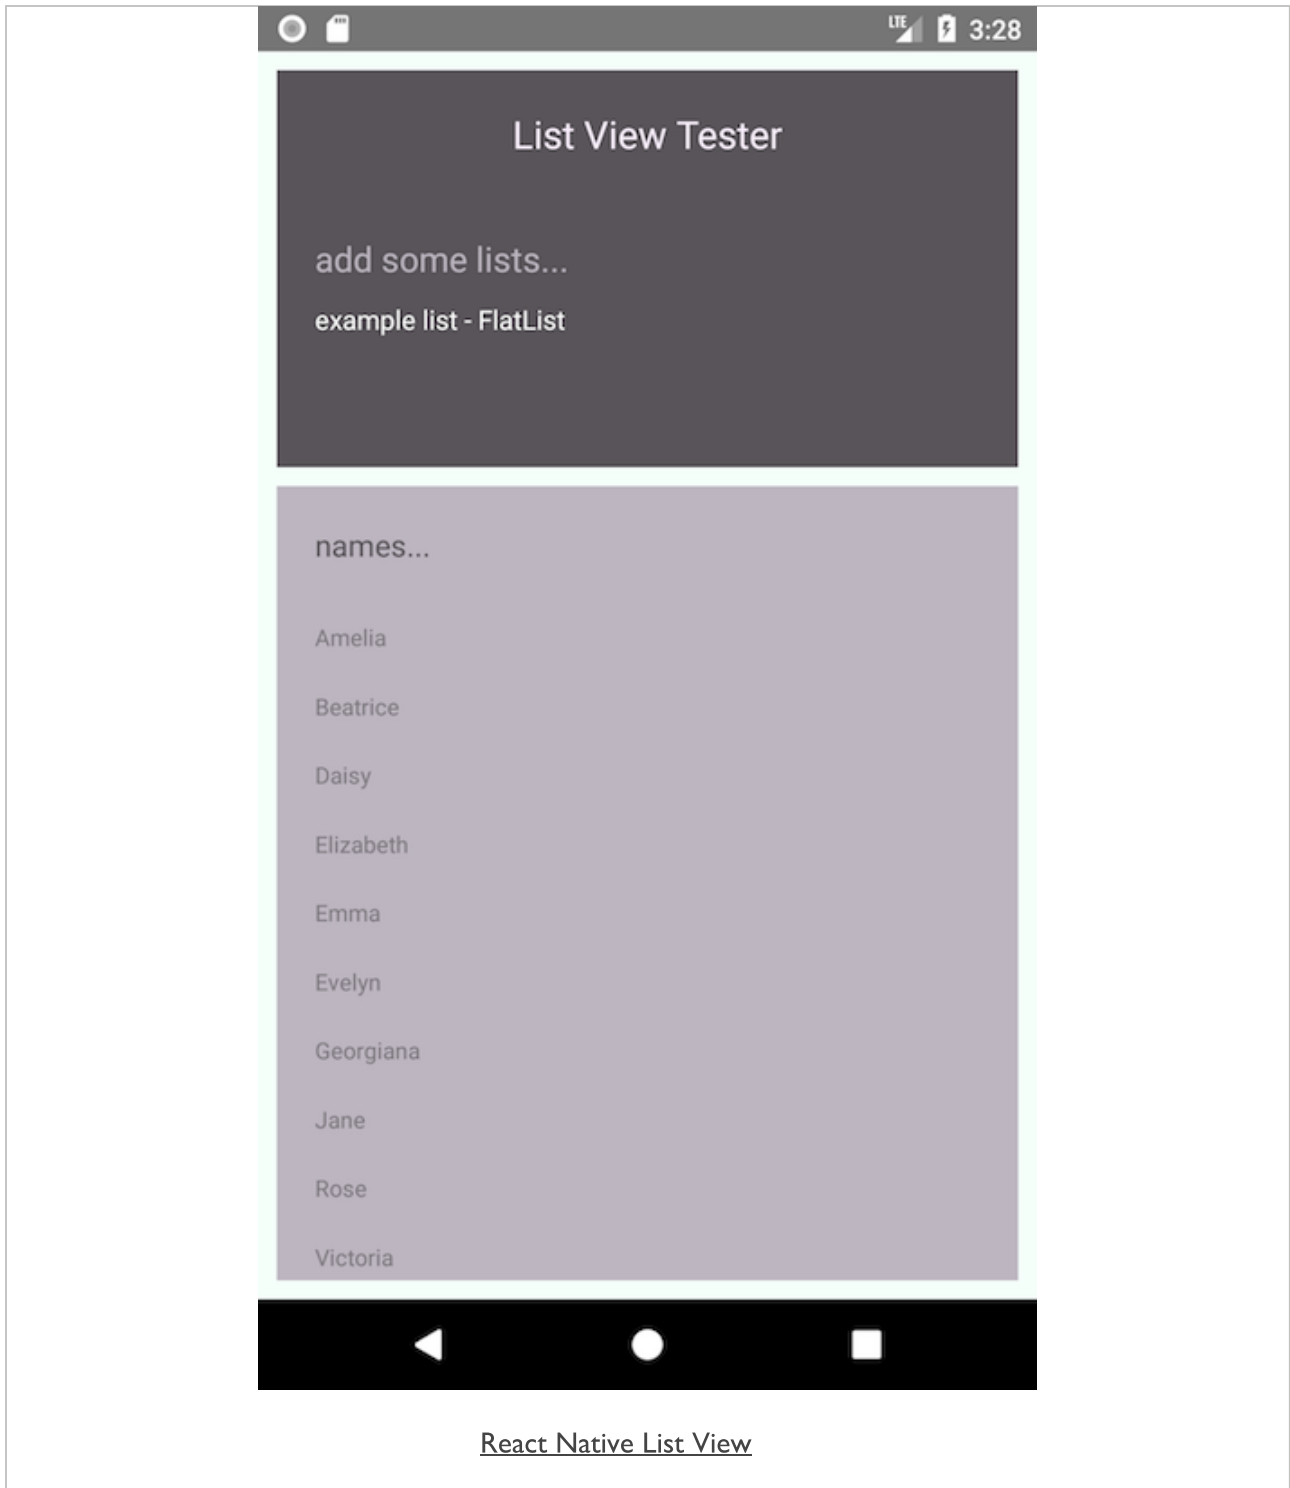 LTE 3:28
List View Tester
add some lists...
example list - FlatList
names...
Amelia
Beatrice
Daisy
Elizabeth
Emma
Evelyn
Georgiana
Jane
Rose
Victoria
React Native List View